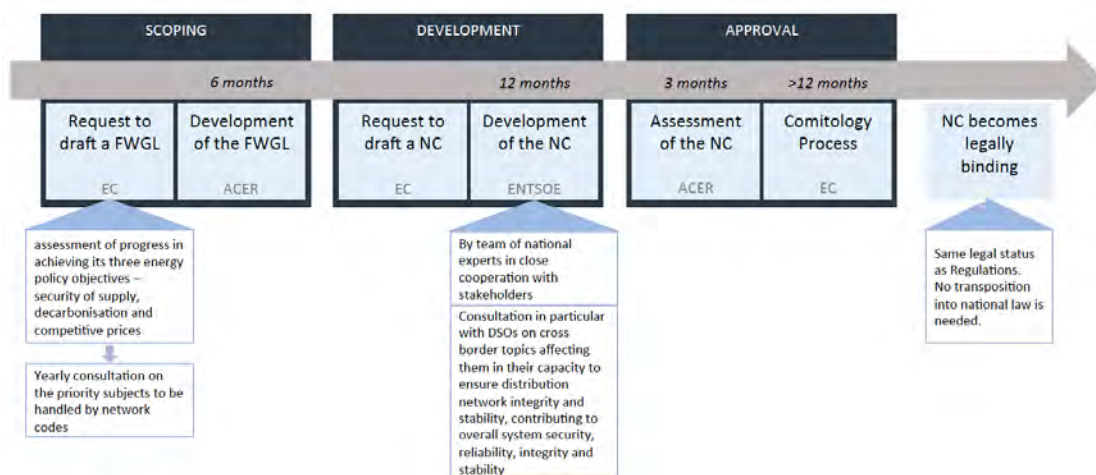 SCOPING
DEVELOPMENT
APPROVAL
6 months
12 months
3 months
>12 months
Request to
draft a FWGL
EC
Development
of the FWGL
ACER
Request to
draft a NC
EC
Development
of the NC
ENTSOE
Assessment
of the NC
ACER
Comitology
Process
EC
NC becomes
legally
binding
assessment of progress in
achieving its three energy
policy objectives –
security of supply,
decarbonisation and
competitive prices
Yearly consultation on
the priority subjects to be
handled by network
codes
By team of national
experts in close
cooperation with
stakeholders
Consultation in particular
with DSOs on cross
border topics affecting
them in their capacity to
ensure distribution
network integrity and
stability, contributing to
overall system security,
reliability, integrity and
stability
Same legal status
as Regulations.
No transposition
into national law is
needed.